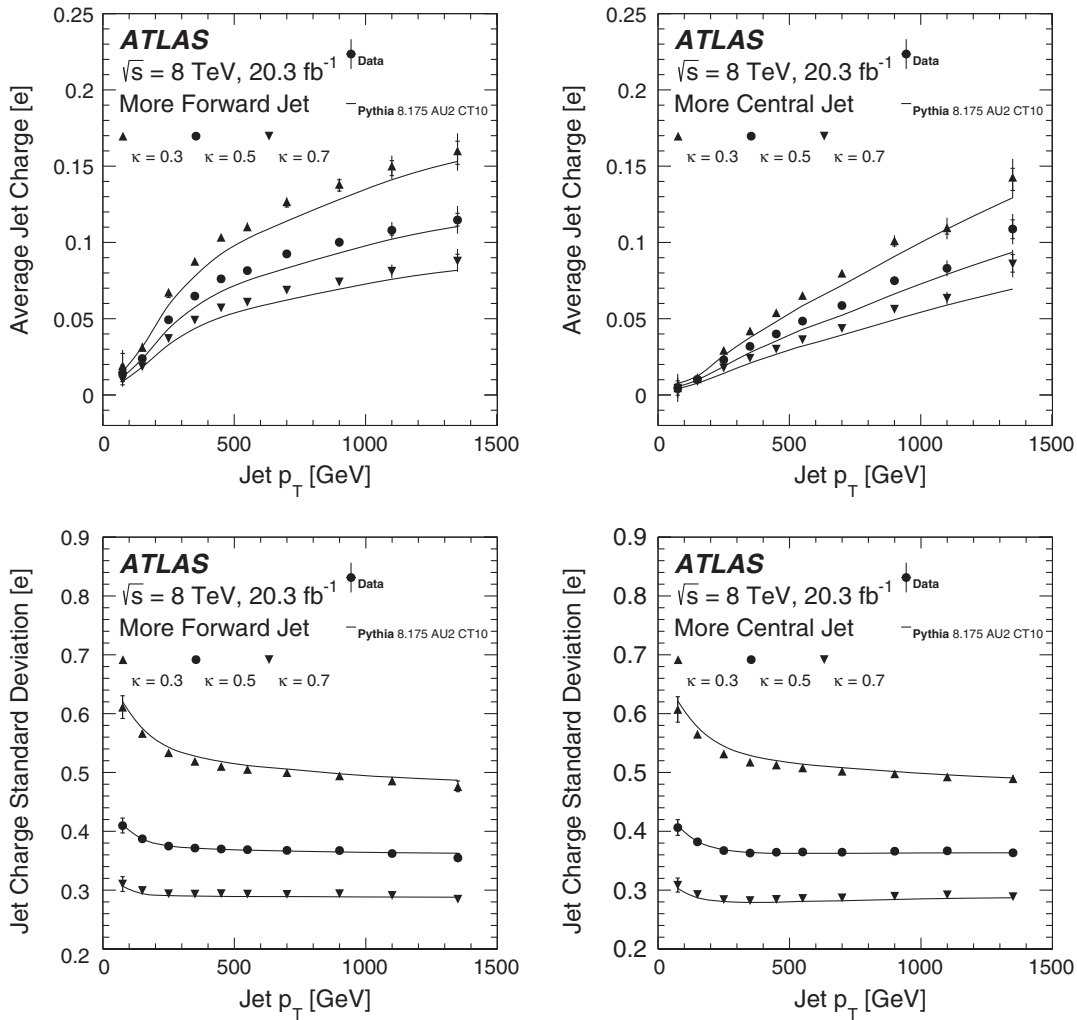 0.25
0.2
0.15
0.1
0.05
0
Average Jet Charge [e]
ATLAS
√s = 8 TeV, 20.3 fb-1
Data
More Forward Jet
Pythia 8.175 AU2 CT10
κ = 0.3 κ = 0.5 κ = 0.7
0 500 1000 1500
Jet pT [GeV]
0.25
0.2
0.15
0.1
0.05
0
Average Jet Charge [e]
ATLAS
√s = 8 TeV, 20.3 fb-1
Data
More Central Jet
Pythia 8.175 AU2 CT10
κ = 0.3 κ = 0.5 κ = 0.7
0 500 1000 1500
Jet pT [GeV]
0.9
0.8
0.7
0.6
0.5
0.4
0.3
0.2
Jet Charge Standard Deviation [e]
ATLAS
√s = 8 TeV, 20.3 fb-1
Data
More Forward Jet
Pythia 8.175 AU2 CT10
κ = 0.3 κ = 0.5 κ = 0.7
0 500 1000 1500
Jet pT [GeV]
0.9
0.8
0.7
0.6
0.5
0.4
0.3
0.2
Jet Charge Standard Deviation [e]
ATLAS
√s = 8 TeV, 20.3 fb-1
Data
More Central Jet
Pythia 8.175 AU2 CT10
κ = 0.3 κ = 0.5 κ = 0.7
0 500 1000 1500
Jet pT [GeV]